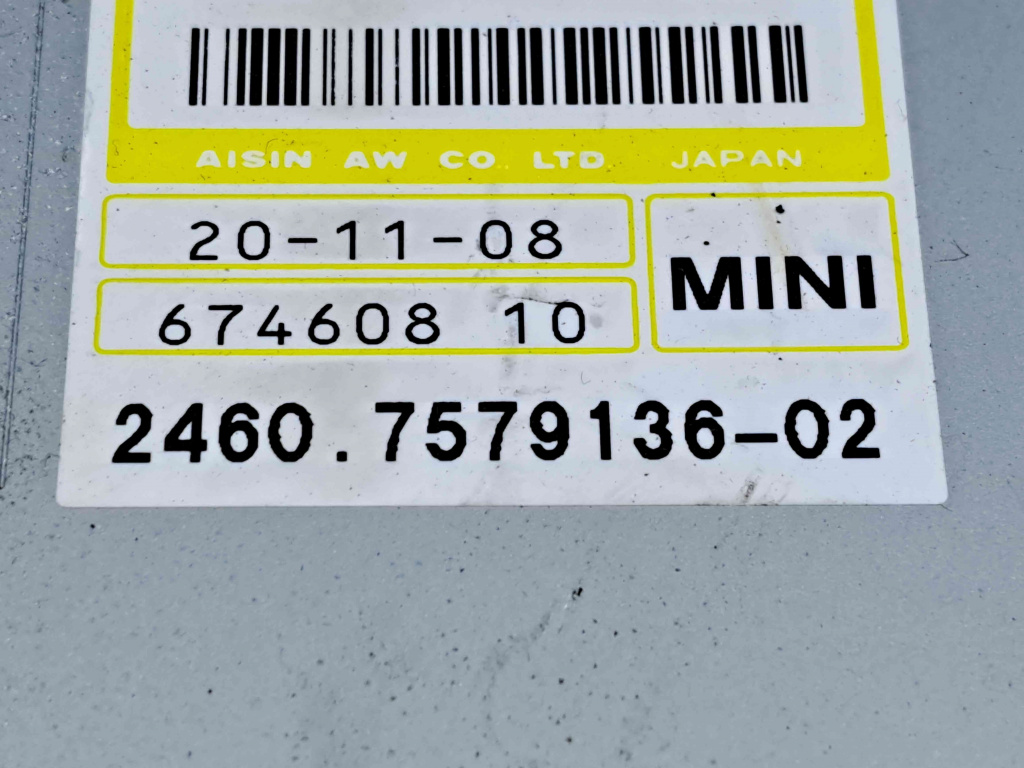 AISIN AW CO., LTD JAPAN
20-11-08
MINI
674608 10
2460.7579136-02